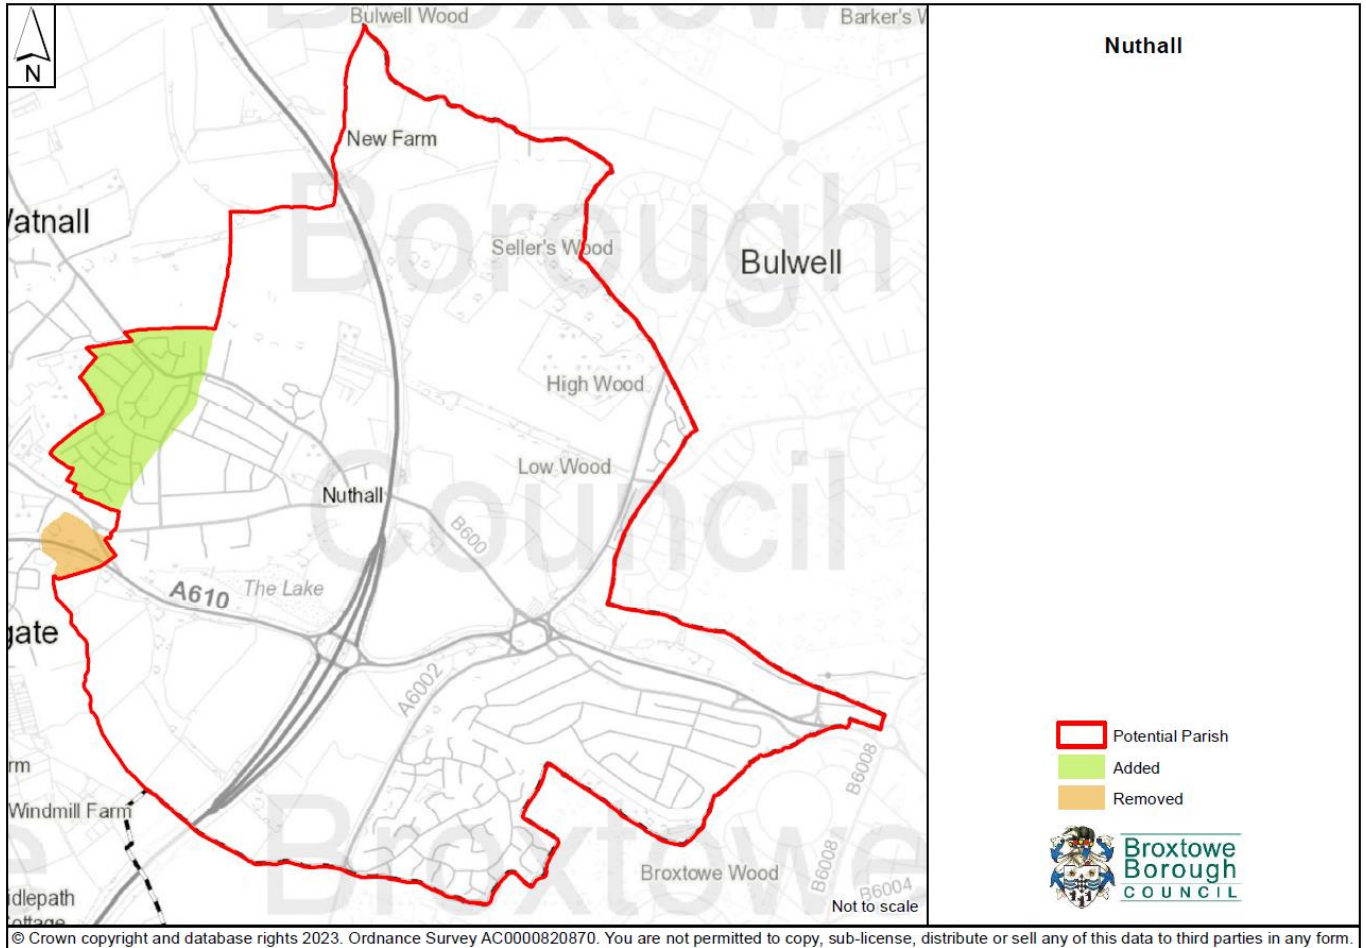 Bulwell Wood
Barker's W
Nuthall
N
New Farm
Borough
Watnall
Seller's Wood
Bulwell
High Wood
Low Wood
Council
Nuthall
B600
A610
The Lake
gate
A6002
Potential Parish
Added
Removed
B6008
rm
Windmill Farm
Broxtowe
Broxtowe Wood
B6008
B6004
idlepath
ottage
Not to scale
Broxtowe
Borough
COUNCIL
© Crown copyright and database rights 2023. Ordnance Survey AC0000820870. You are not permitted to copy, sub-license, distribute or sell any of this data to third parties in any form.